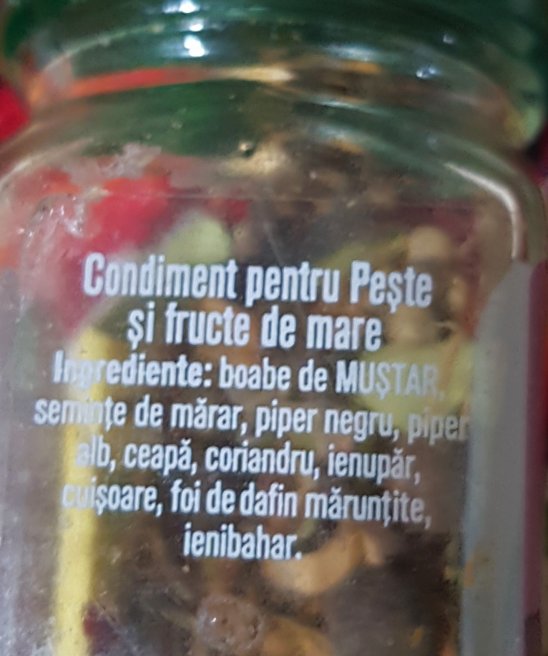 Condiment pentru Pește
și fructe de mare
Ingrediente: boabe de MUȘTAR,
semințe de mărar, piper negru, piper
alb, ceapă, coriandru, ienupăr,
cuișoare, foi de dafin mărunțite,
ienibahar.